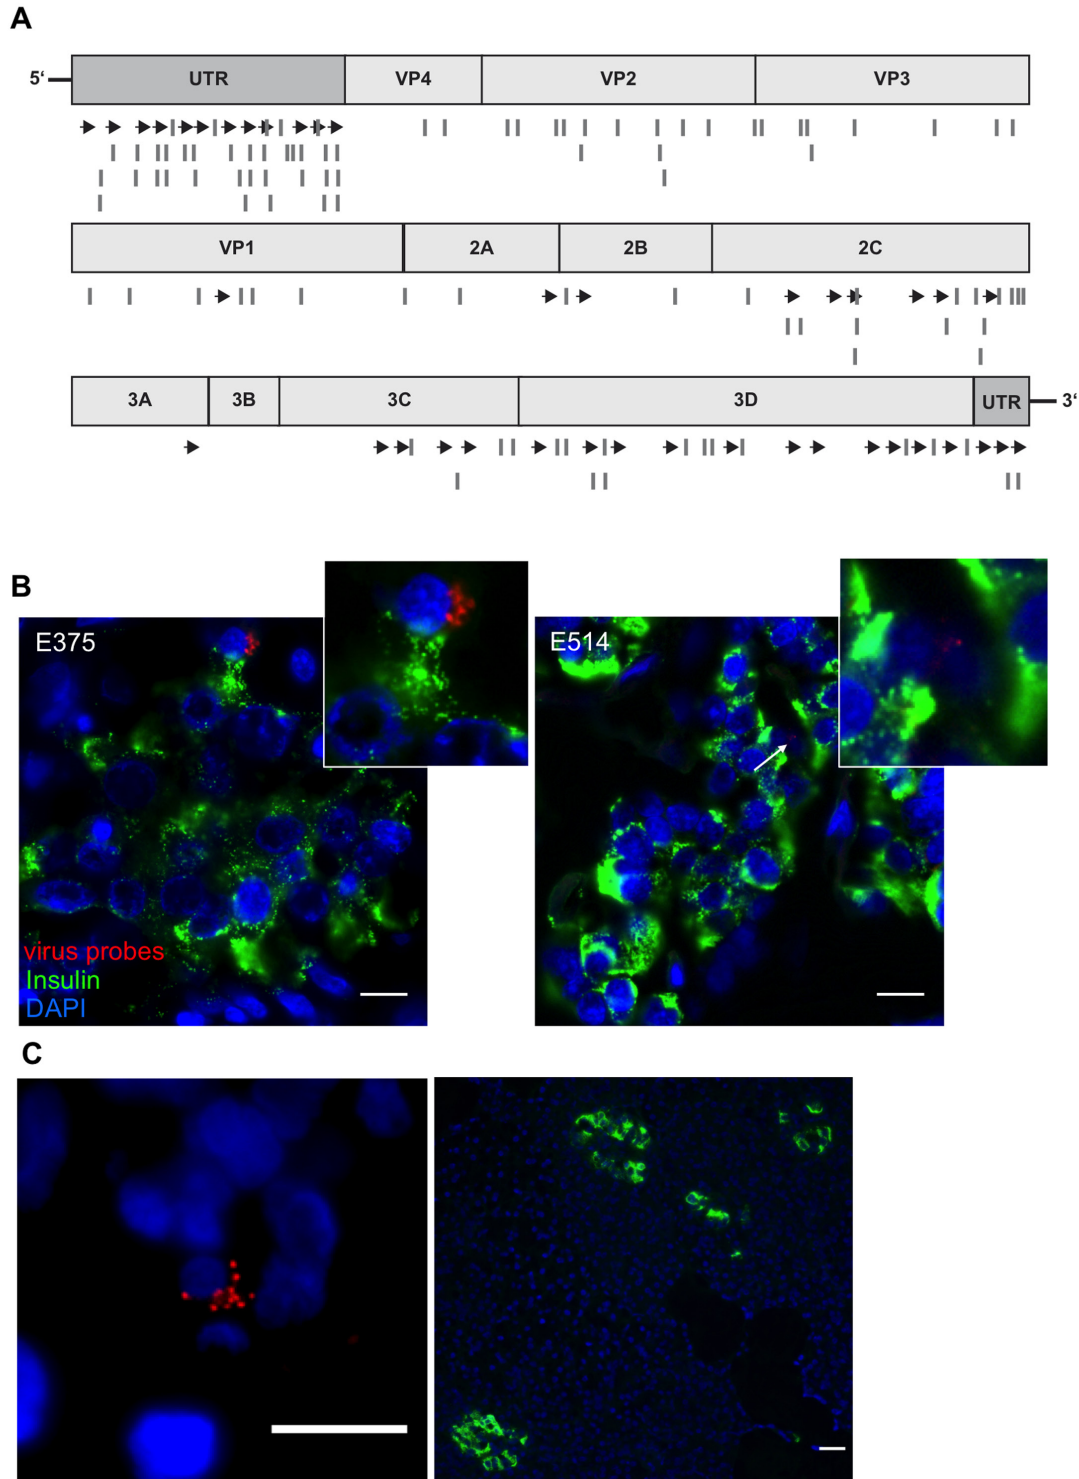 A
5‘ UTR VP4 VP2 VP3
VP1 2A 2B 2C
3A 3B 3C 3D UTR 3‘
B
E375
E514
virus probes
Insulin
DAPI
C